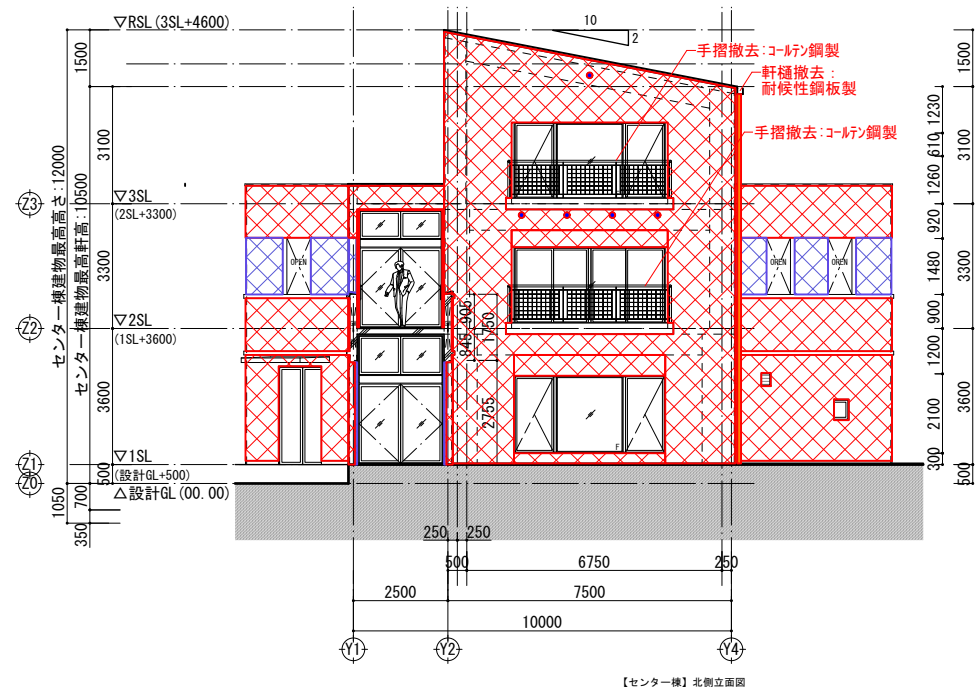 ▽RSL(3SL+4600)
10
2
手摺撤去:コールテン鋼製
軒樋撤去:
耐候性鋼板製
手摺撤去:コールテン鋼製
センター棟建物最高高さ:12000
センター棟建物最高軒高:10500
1500
3100
3300
3600
500
700
1050
350
Z3
Z2
Z1
Z0
▽3SL
(2SL+3300)
▽2SL
(1SL+3600)
▽1SL
(設計GL+500)
△設計GL(00.00)
OPEN
OPEN
OPEN
905
845
1750
2755
F
1230
610
1260
920
1480
900
1200
2100
300
1500
3100
3300
3600
500
250
250
500
6750
250
2500
7500
10000
Y1
Y2
Y4
【センター棟】北側立面図